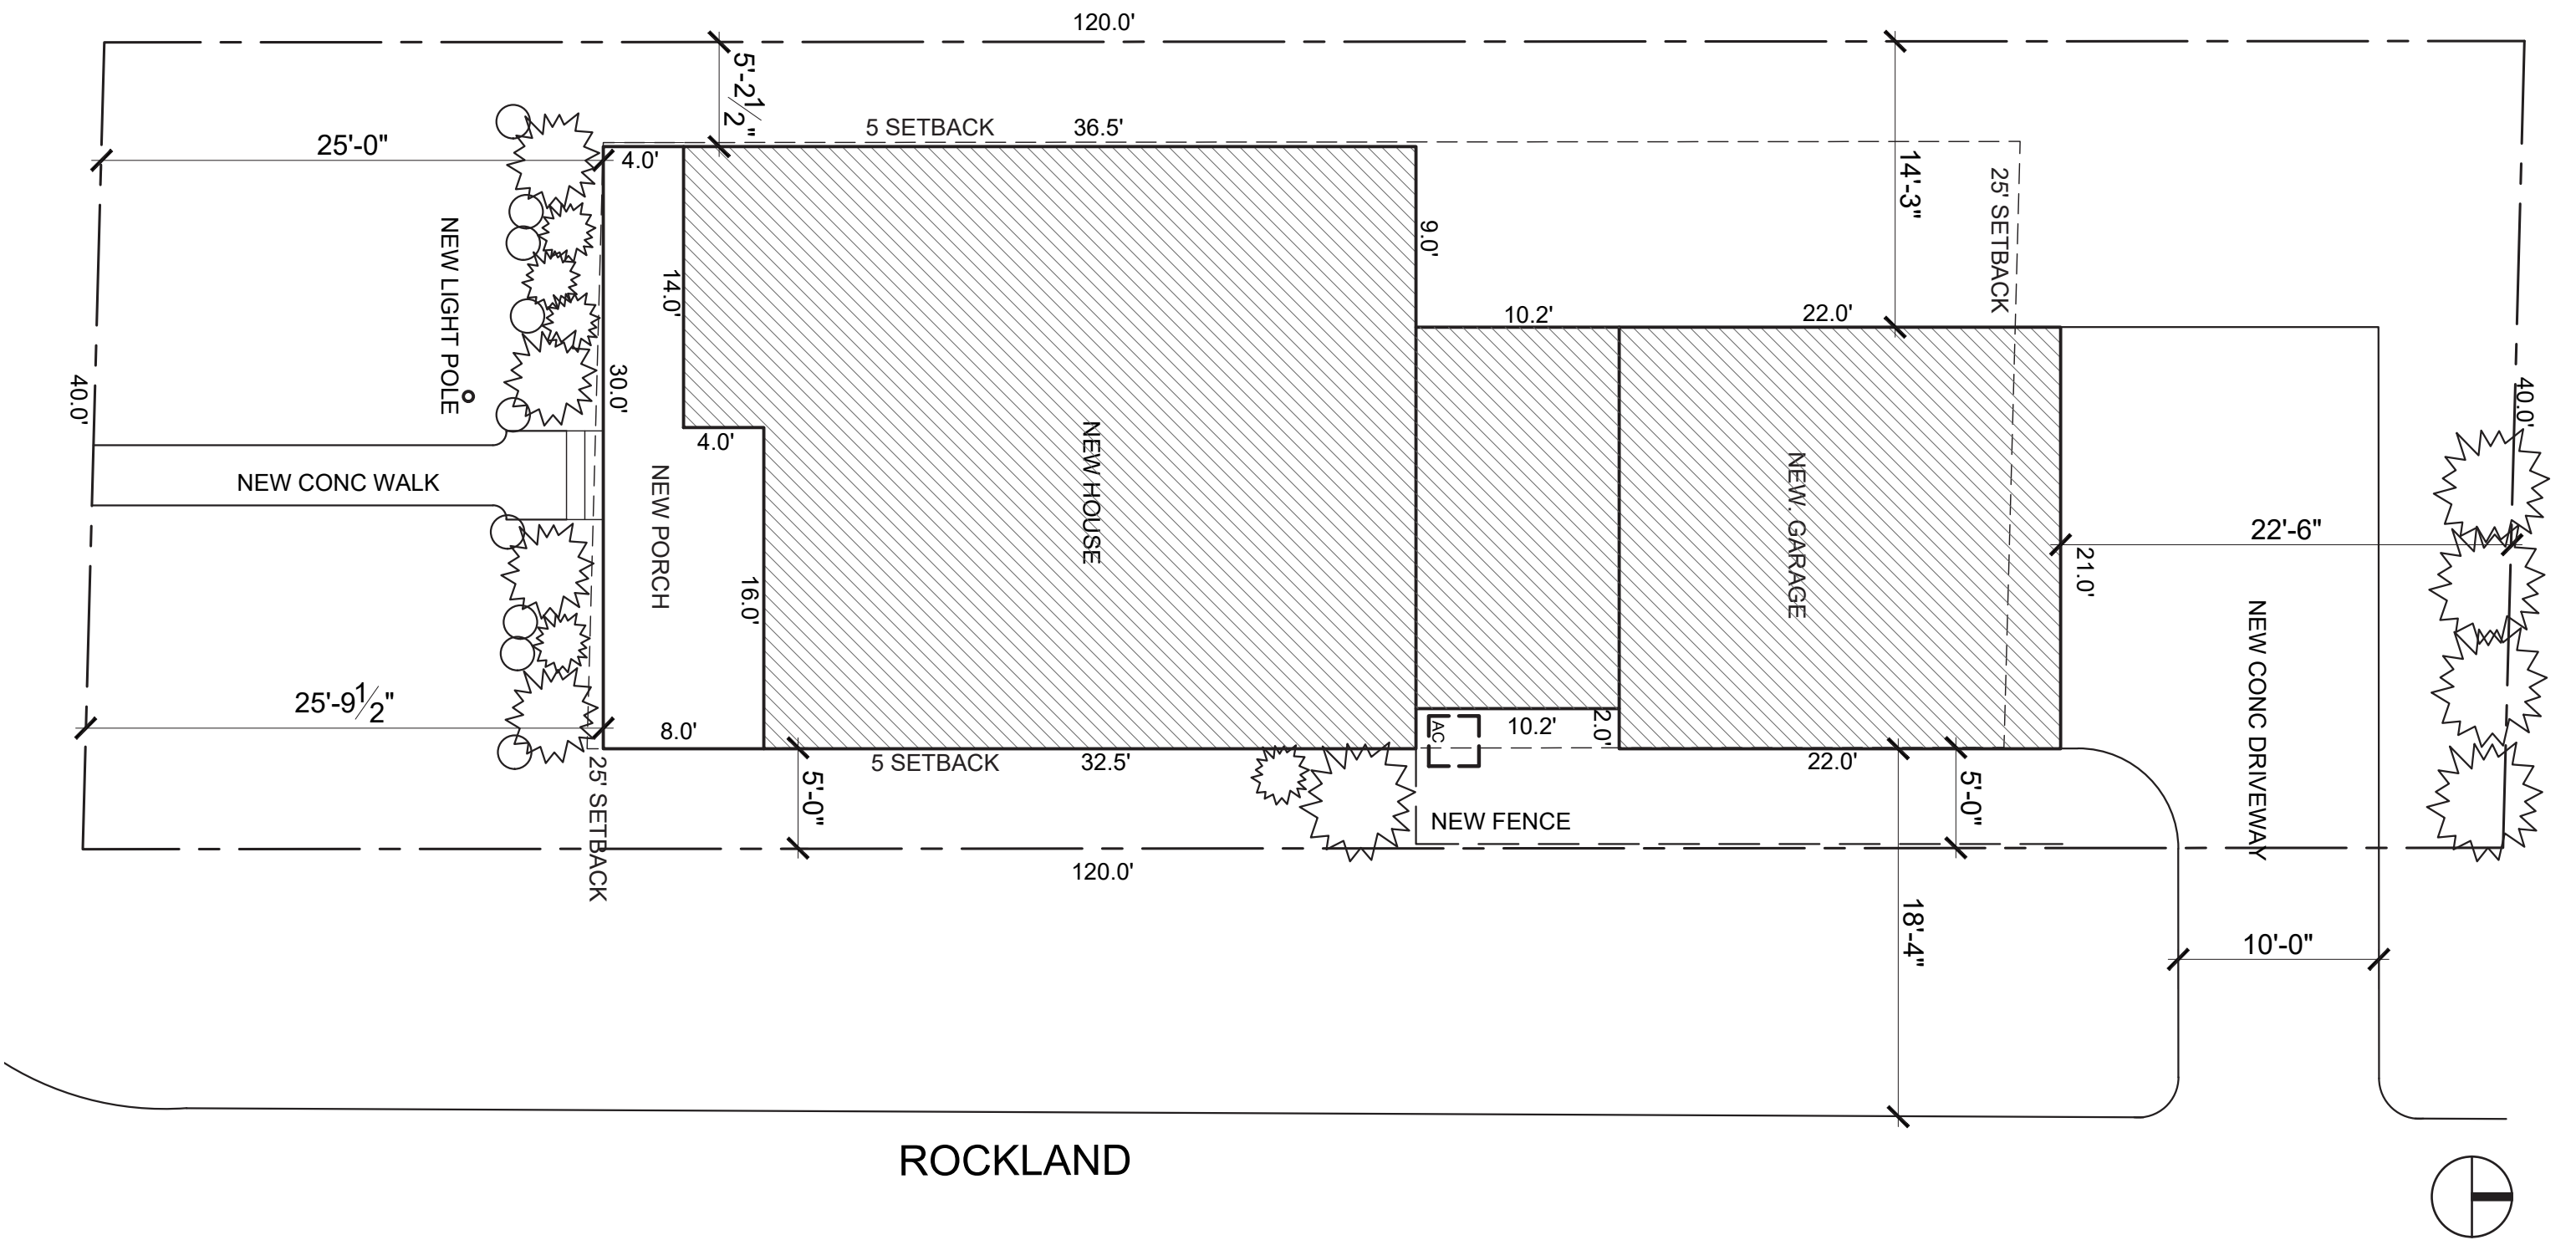 120.0'
5'-2 1/2"
25'-0"
4.0'
5 SETBACK
36.5'
14'-3"
25' SETBACK
NEW LIGHT POLE
9.0'
14.0'
10.2'
22.0'
40.0'
30.0'
40.0'
4.0'
NEW CONC WALK
NEW PORCH
NEW HOUSE
NEW. GARAGE
22'-6"
21.0'
16.0'
NEW CONC DRIVEWAY
25'-9 1/2"
8.0'
AC
10.2'
2.0'
5 SETBACK
32.5'
22.0'
25' SETBACK
5'-0"
NEW FENCE
5'-0"
120.0'
18'-4"
10'-0"
ROCKLAND